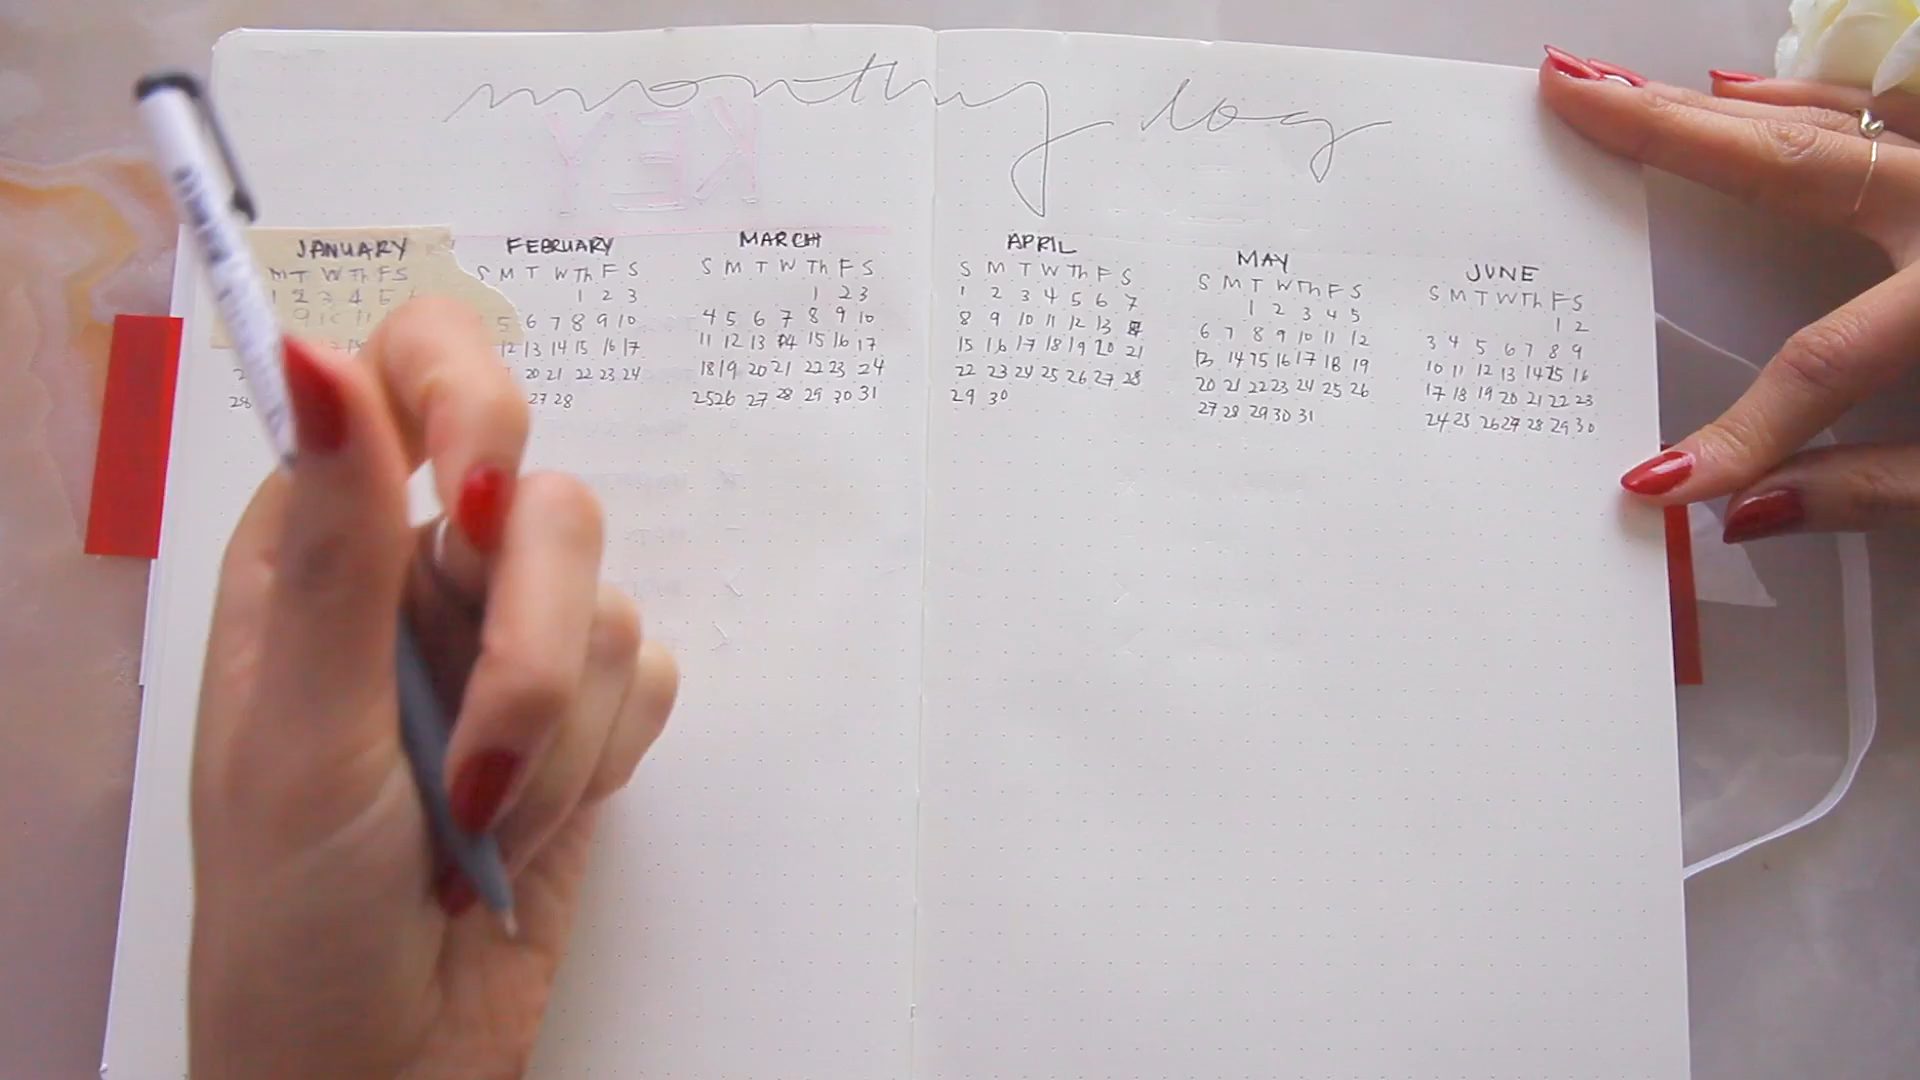 monthly log
KEY
JANUARY
M T W Th F S
1 2 3 4 5
28
FEBRUARY
S M T W Th F S
1 2 3
5 6 7 8 9 10
12 13 14 15 16 17
20 21 22 23 24
27 28
MARCH
S M T W Th F S
1 2 3
4 5 6 7 8 9 10
11 12 13 14 15 16 17
18 19 20 21 22 23 24
25 26 27 28 29 30 31
APRIL
S M T W Th F S
1 2 3 4 5 6 7
8 9 10 11 12 13
15 16 17 18 19 20 21
22 23 24 25 26 27 28
29 30
MAY
S M T W Th F S
1 2 3 4 5
6 7 8 9 10 11 12
13 14 15 16 17 18 19
20 21 22 23 24 25 26
27 28 29 30 31
JUNE
S M T W Th F S
1 2
3 4 5 6 7 8 9
10 11 12 13 14 15 16
17 18 19 20 21 22 23
24 25 26 27 28 29 30